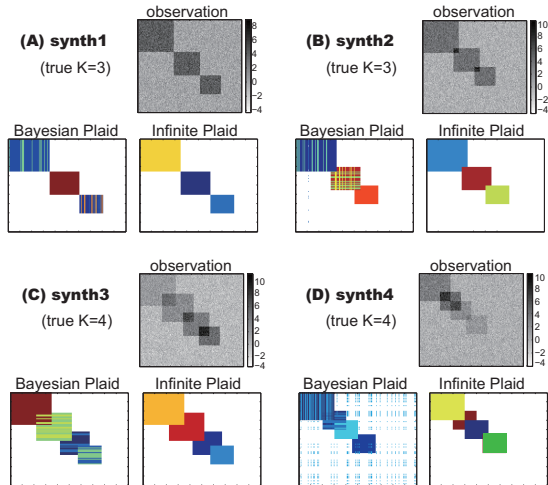 observation
(A) synth1
(true K=3)
8
6
4
2
0
−2
−4
Bayesian Plaid
Infinite Plaid
observation
(B) synth2
(true K=3)
10
8
6
4
2
0
−2
−4
Bayesian Plaid
Infinite Plaid
observation
(C) synth3
(true K=4)
10
8
6
4
2
0
−2
−4
Bayesian Plaid
Infinite Plaid
observation
(D) synth4
(true K=4)
10
8
6
4
2
0
−2
−4
Bayesian Plaid
Infinite Plaid